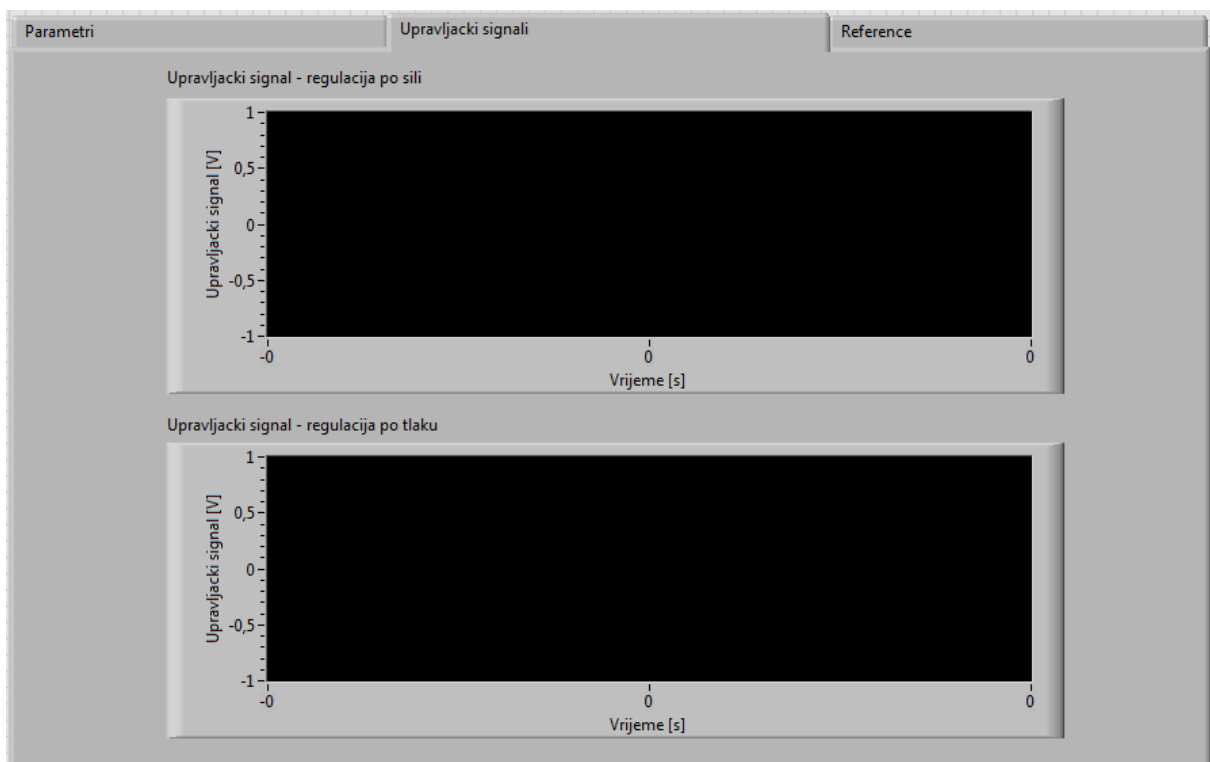 Parametri
Upravljacki signali
Reference
Upravljacki signal - regulacija po sili
Upravljacki signal [V]
1
0,5
0
-0,5
-1
-0
0
0
Vrijeme [s]
Upravljacki signal - regulacija po tlaku
Upravljacki signal [V]
1
0,5
0
-0,5
-1
-0
0
0
Vrijeme [s]